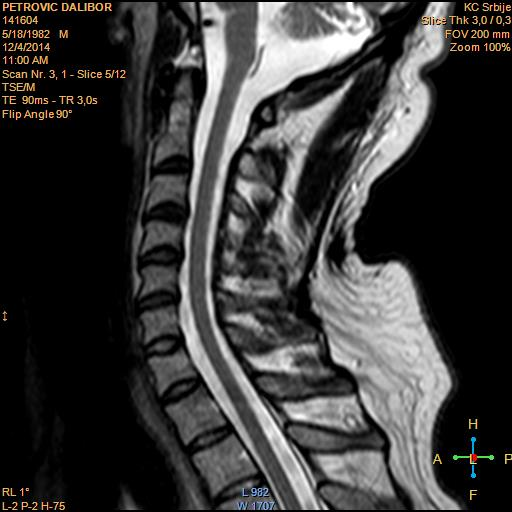 PETROVIC DALIBOR
141604
5/18/1982 M
12/4/2014
11:00 AM
Scan Nr. 3, 1 - Slice 5/12
TSE/M
TE 90ms - TR 3,0s
Flip Angle 90°
KC Srbije
Slice Thk 3,0 / 0,3
FOV 200 mm
Zoom 100%
H
A L P
F
RL 1°
L-2 P-2 H-75
L 982
W 1707